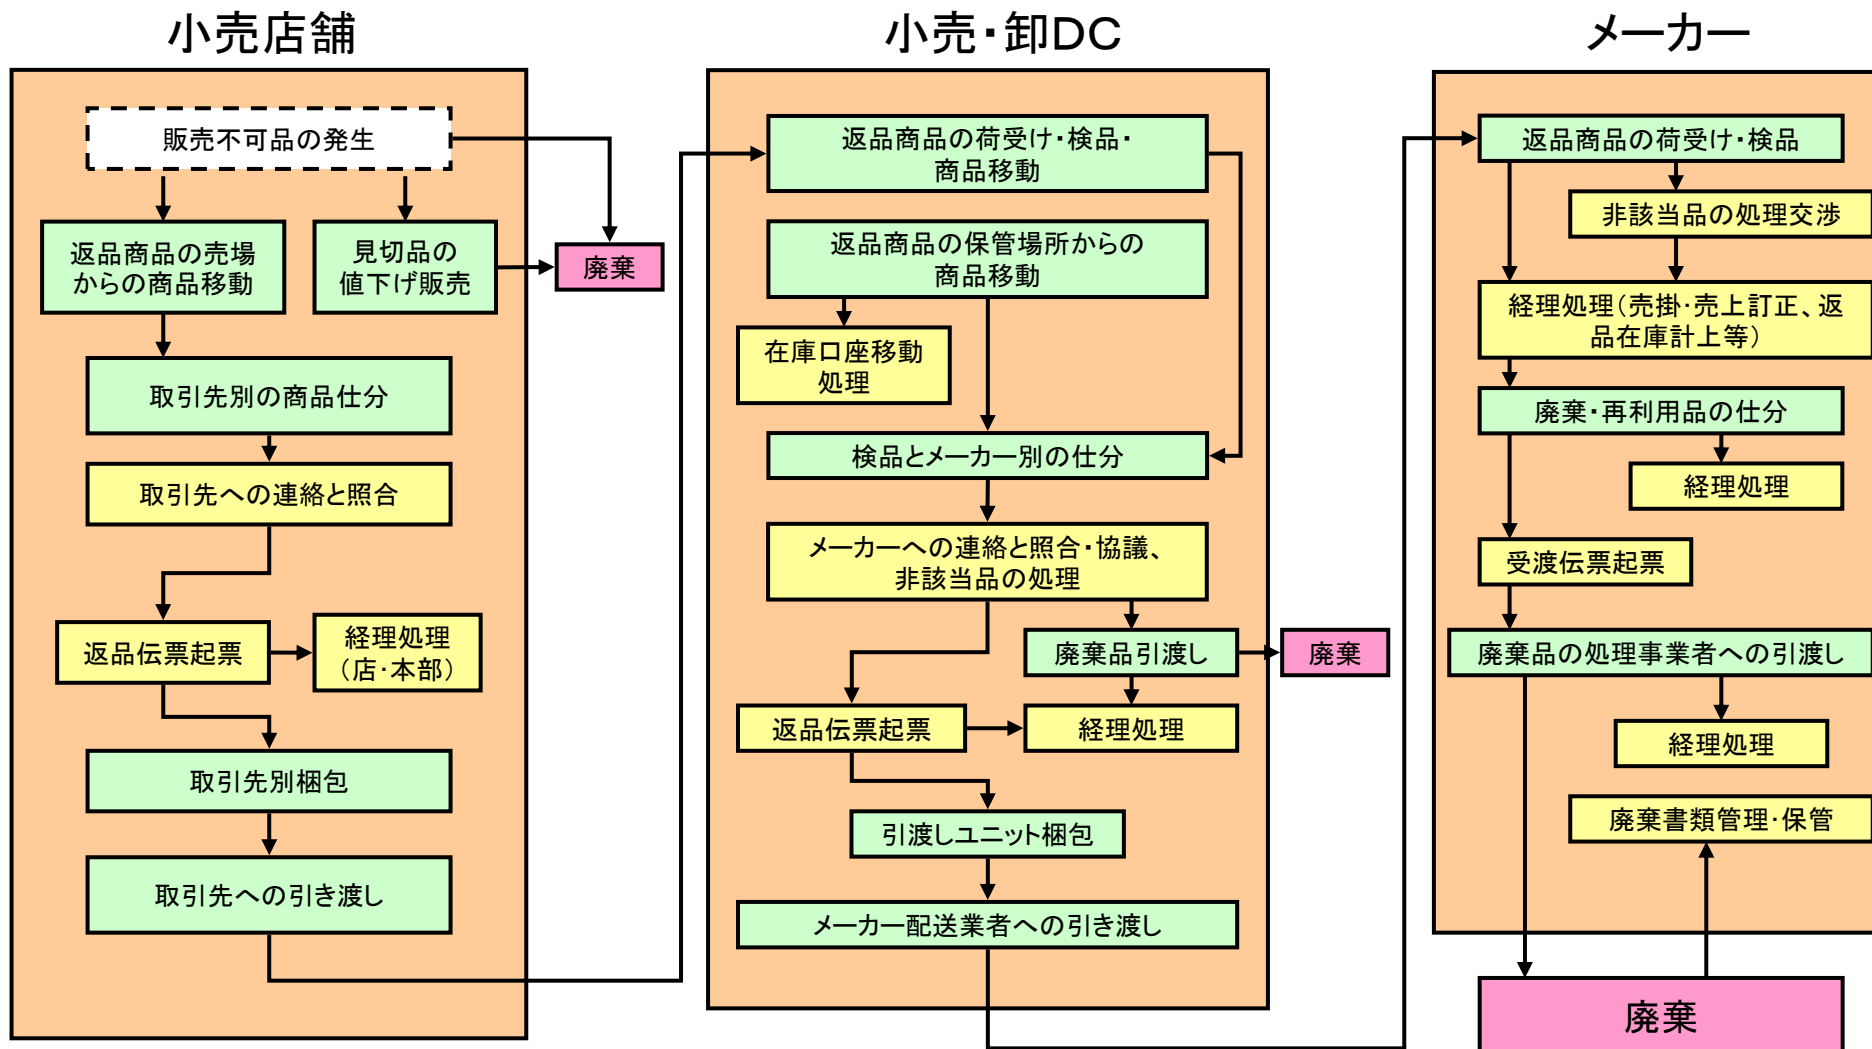 小売店舗
販売不可品の発生
返品商品の売場
からの商品移動
見切品の
値下げ販売
廃棄
取引先別の商品仕分
取引先への連絡と照合
返品伝票起票
経理処理
（店・本部）
取引先別梱包
取引先への引き渡し
小売・卸DC
返品商品の荷受け・検品・
商品移動
返品商品の保管場所からの
商品移動
在庫口座移動
処理
検品とメーカー別の仕分
メーカーへの連絡と照合・協議、
非該当品の処理
廃棄品引渡し
廃棄
返品伝票起票
経理処理
引渡しユニット梱包
メーカー配送業者への引き渡し
メーカー
返品商品の荷受け・検品
非該当品の処理交渉
経理処理（売掛・売上訂正、返
品在庫計上等）
廃棄・再利用品の仕分
経理処理
受渡伝票起票
廃棄品の処理事業者への引渡し
経理処理
廃棄書類管理・保管
廃棄